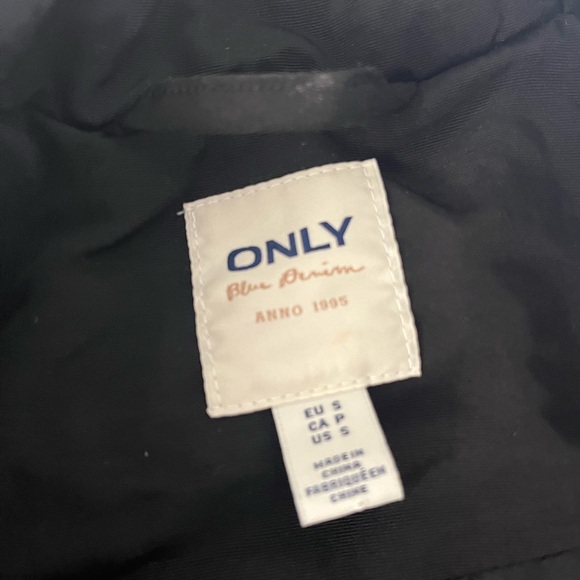 ONLY
Blue Denim
ANNO 1995
EU S
CA P
US S
MADE IN
CHINA
FABRIQUÉ EN
CHINE